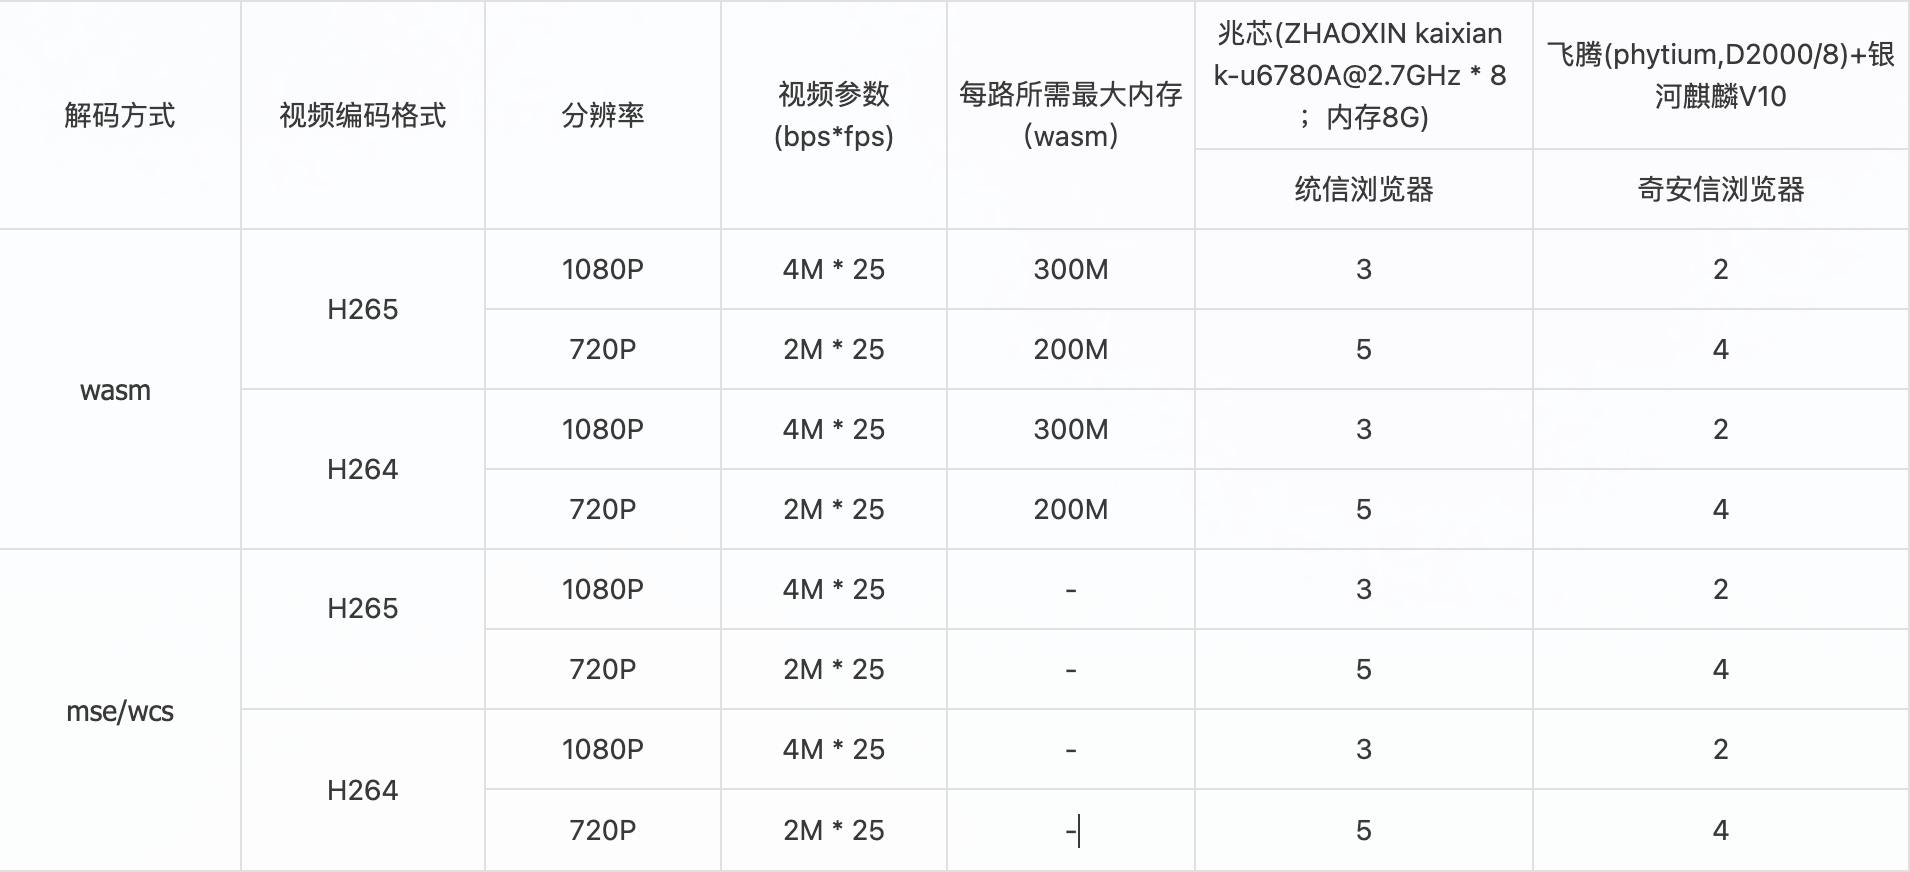 解码方式
视频编码格式
分辨率
视频参数
(bps*fps)
每路所需最大内存
（wasm）
兆芯(ZHAOXIN kaixian
k-u6780A@2.7GHz * 8
；内存8G)
飞腾(phytium,D2000/8)+银
河麒麟V10
统信浏览器
奇安信浏览器
wasm
H265
1080P
4M * 25
300M
3
2
720P
2M * 25
200M
5
4
H264
1080P
4M * 25
300M
3
2
720P
2M * 25
200M
5
4
mse/wcs
H265
1080P
4M * 25
-
3
2
720P
2M * 25
-
5
4
H264
1080P
4M * 25
-
3
2
720P
2M * 25
-
5
4